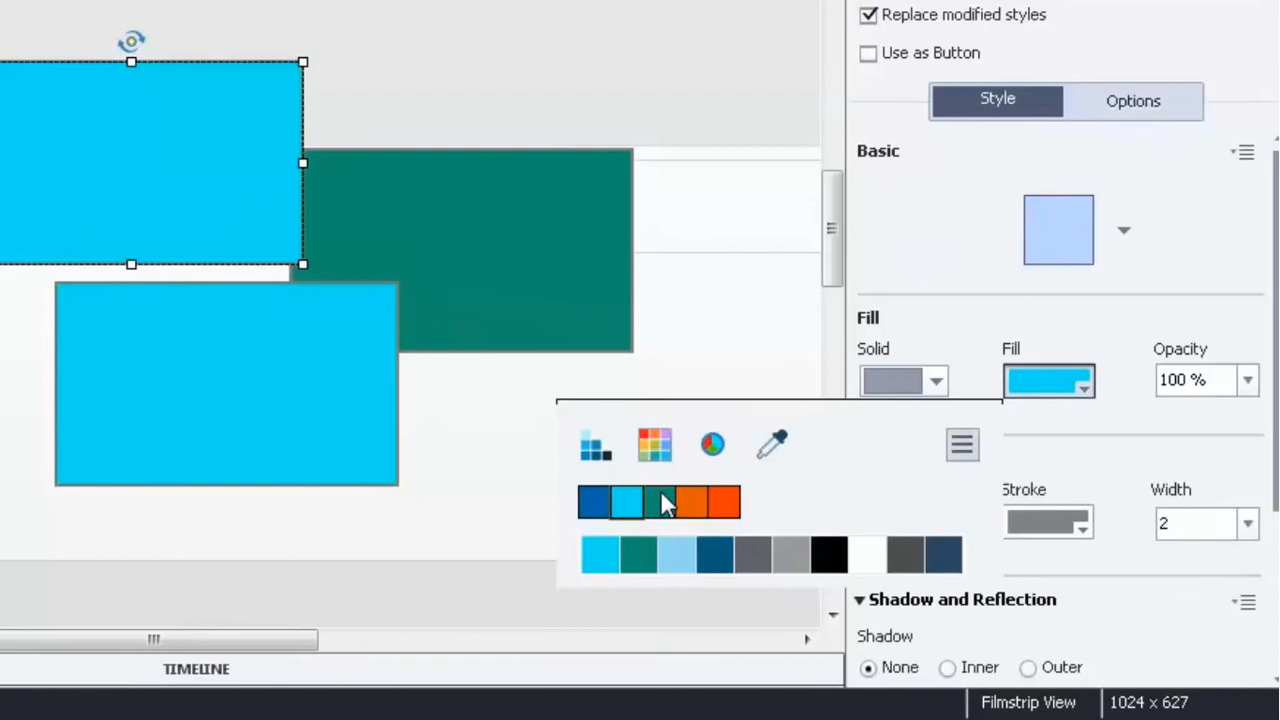 Replace modified styles
Use as Button
Style Options
Basic
Fill
Solid Fill Opacity
100 %
Stroke Width
2
Shadow and Reflection
Shadow
None Inner Outer
TIMELINE
Filmstrip View 1024 x 627